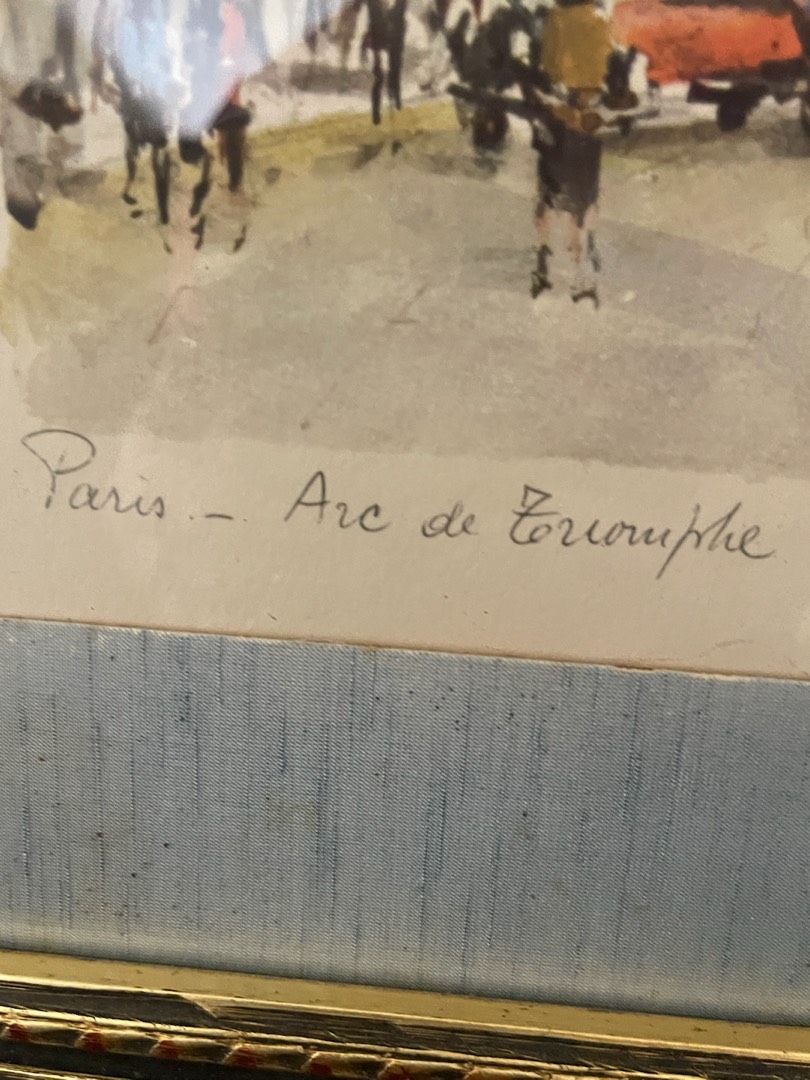 Paris - Arc de Triomphe